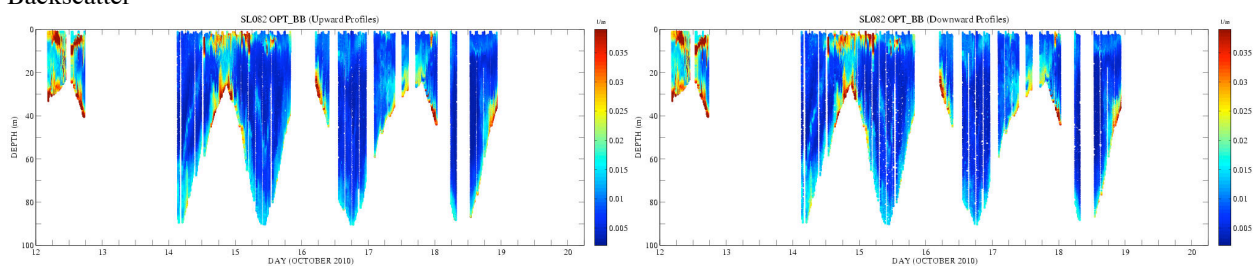 Backscatter
SL082 OPT_BB (Upward Profiles)
1/m
0
20
40
60
80
100
DEPTH (m)
12 13 14 15 16 17 18 19 20
DAY (OCTOBER 2010)
0.035
0.03
0.025
0.02
0.015
0.01
0.005
SL082 OPT_BB (Downward Profiles)
1/m
0
20
40
60
80
100
DEPTH (m)
12 13 14 15 16 17 18 19 20
DAY (OCTOBER 2010)
0.035
0.03
0.025
0.02
0.015
0.01
0.005